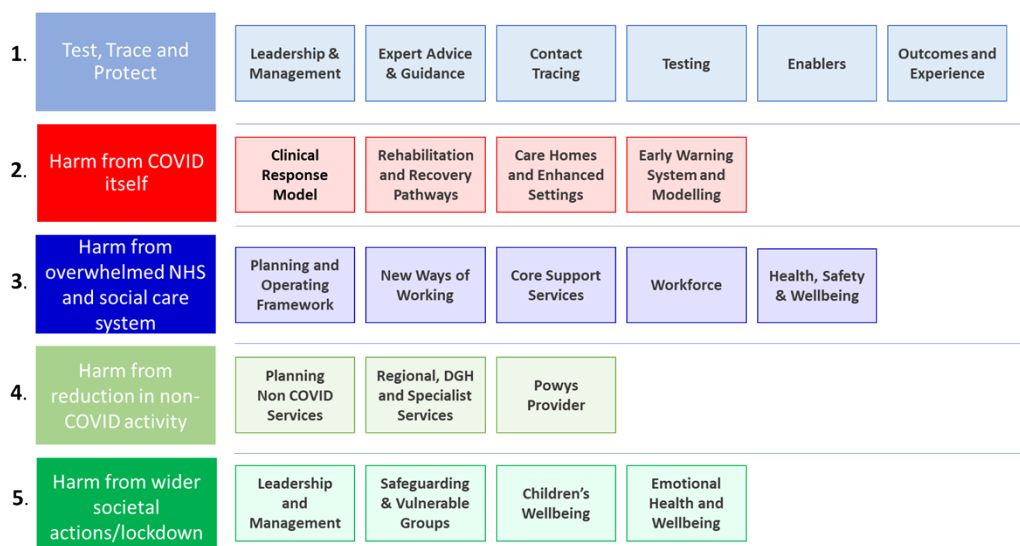 1.
Test, Trace and
Protect
Leadership &
Management
Expert Advice
& Guidance
Contact
Tracing
Testing
Enablers
Outcomes and
Experience
2.
Harm from COVID
itself
Clinical
Response
Model
Rehabilitation
and Recovery
Pathways
Care Homes
and Enhanced
Settings
Early Warning
System and
Modelling
3.
Harm from
overwhelmed NHS
and social care
system
Planning and
Operating
Framework
New Ways of
Working
Core Support
Services
Workforce
Health, Safety
& Wellbeing
4.
Harm from
reduction in non-
COVID activity
Planning
Non COVID
Services
Regional, DGH
and Specialist
Services
Powys
Provider
5.
Harm from wider
societal
actions/lockdown
Leadership
and
Management
Safeguarding
& Vulnerable
Groups
Children's
Wellbeing
Emotional
Health and
Wellbeing